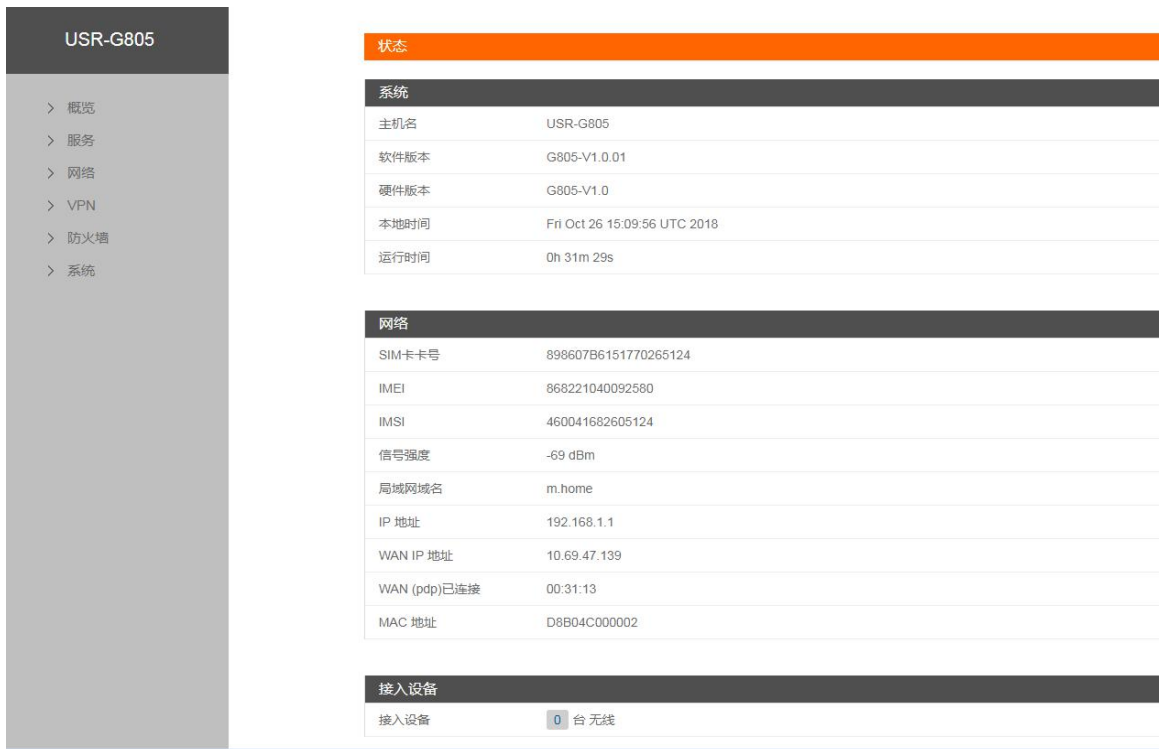 USR-G805
> 概览
> 服务
> 网络
> VPN
> 防火墙
> 系统
状态
系统
主机名 USR-G805
软件版本 G805-V1.0.01
硬件版本 G805-V1.0
本地时间 Fri Oct 26 15:09:56 UTC 2018
运行时间 0h 31m 29s
网络
SIM卡卡号 898607B6151770265124
IMEI 868221040092580
IMSI 460041682605124
信号强度 -69 dBm
局域网域名 m.home
IP 地址 192.168.1.1
WAN IP 地址 10.69.47.139
WAN (pdp)已连接 00:31:13
MAC 地址 D8B04C000002
接入设备
接入设备 0 台 无线